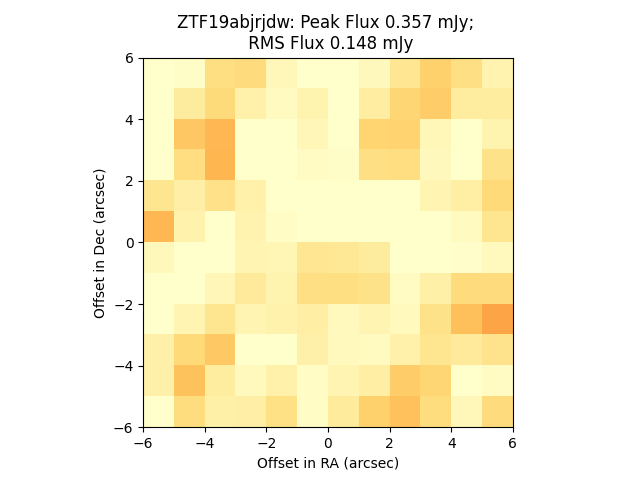 ZTF19abjrjdw: Peak Flux 0.357 mJy;
RMS Flux 0.148 mJy
6
4
2
0
−2
−4
−6
Offset in Dec (arcsec)
−6 −4 −2 0 2 4 6
Offset in RA (arcsec)